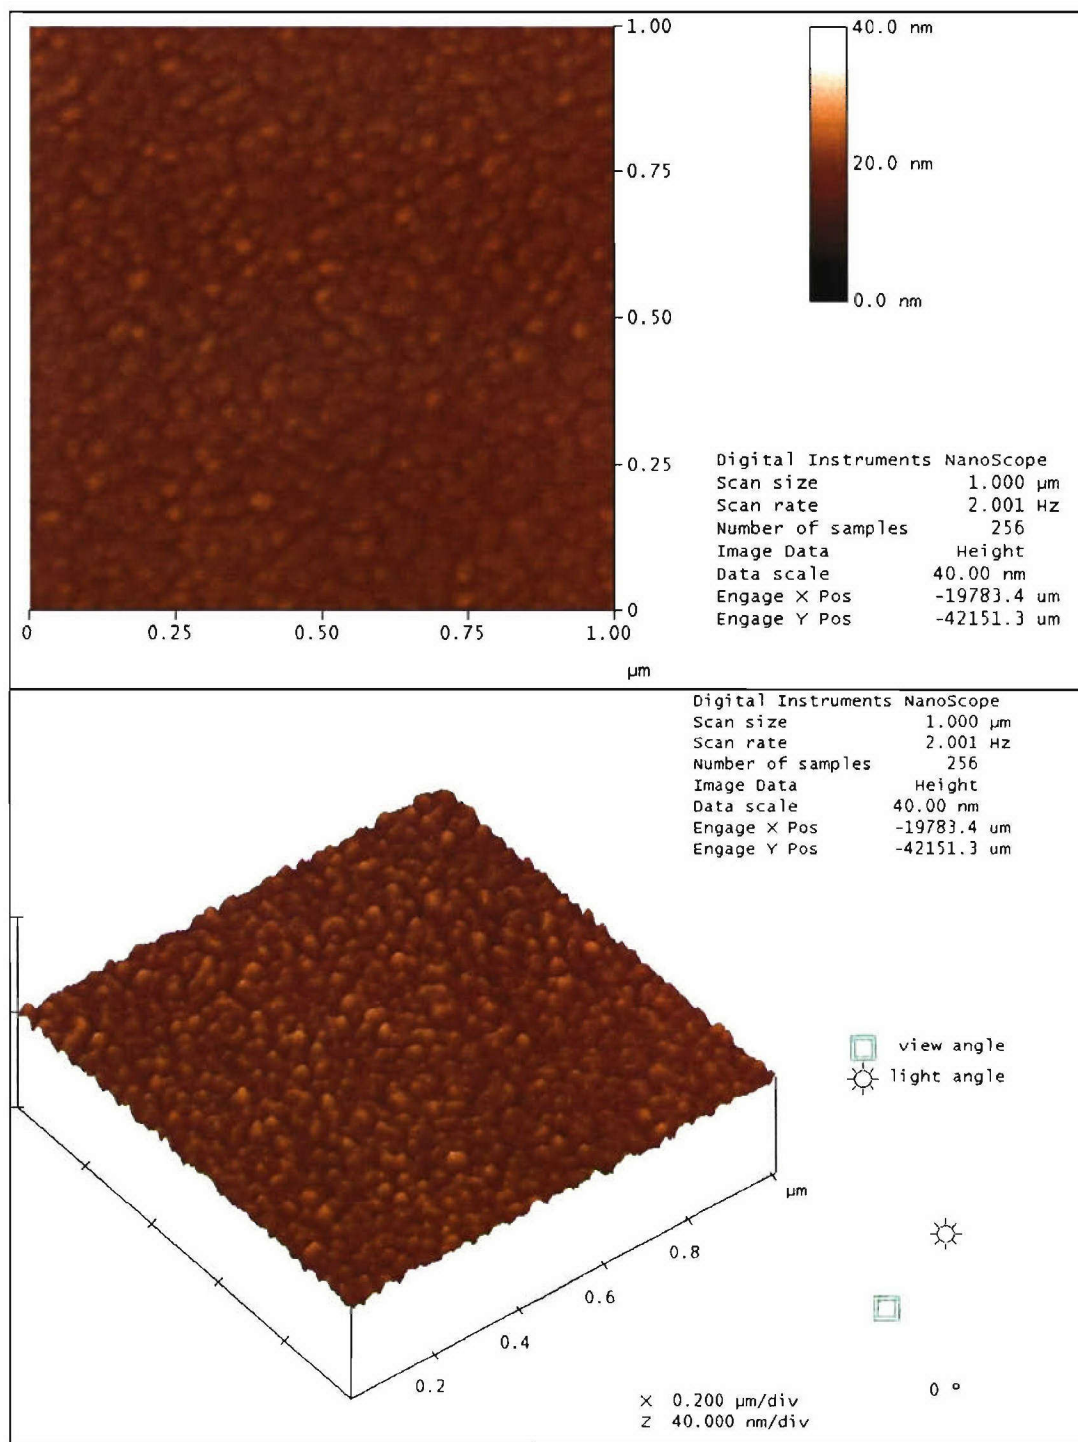 1.00
0.75
0.50
0.25
0
0 0.25 0.50 0.75 1.00
µm
40.0 nm
20.0 nm
0.0 nm
Digital Instruments NanoScope
Scan size 1.000 µm
Scan rate 2.001 Hz
Number of samples 256
Image Data Height
Data scale 40.00 nm
Engage X Pos -19783.4 um
Engage Y Pos -42151.3 um
Digital Instruments NanoScope
Scan size 1.000 µm
Scan rate 2.001 Hz
Number of samples 256
Image Data Height
Data scale 40.00 nm
Engage X Pos -19783.4 um
Engage Y Pos -42151.3 um
view angle
light angle
µm
0.8
0.6
0.4
0.2
X 0.200 µm/div
Z 40.000 nm/div
0 º